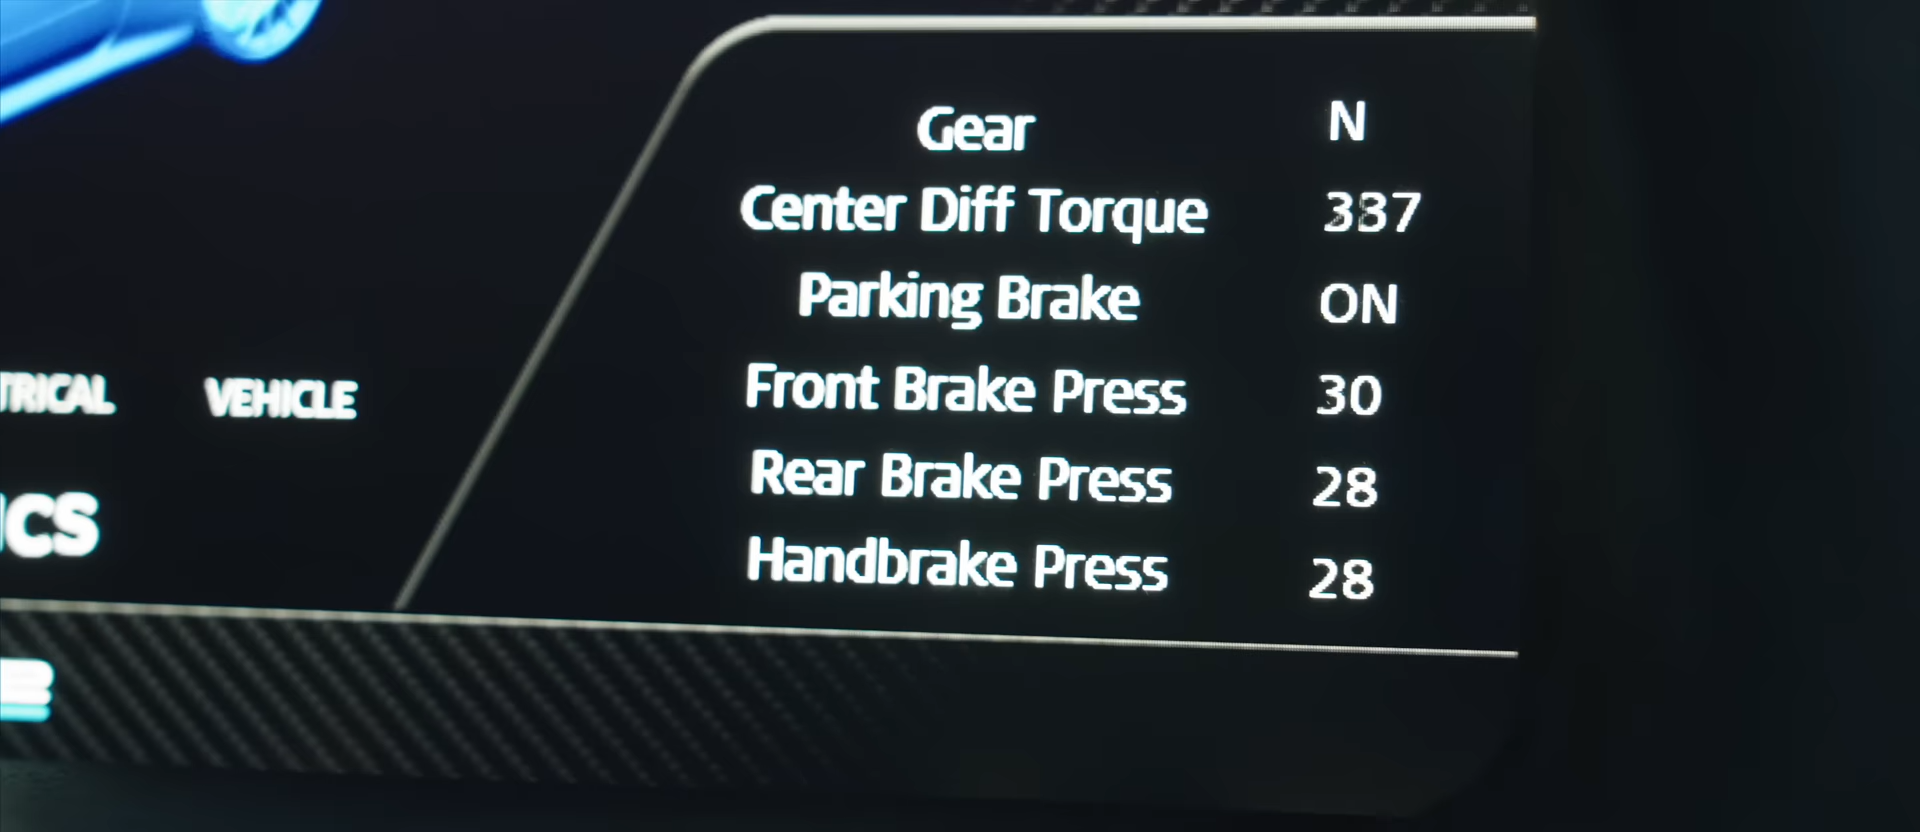 Gear N
Center Diff Torque 337
Parking Brake ON
Front Brake Press 30
Rear Brake Press 28
Handbrake Press 28
TRICAL VEHICLE
ICS